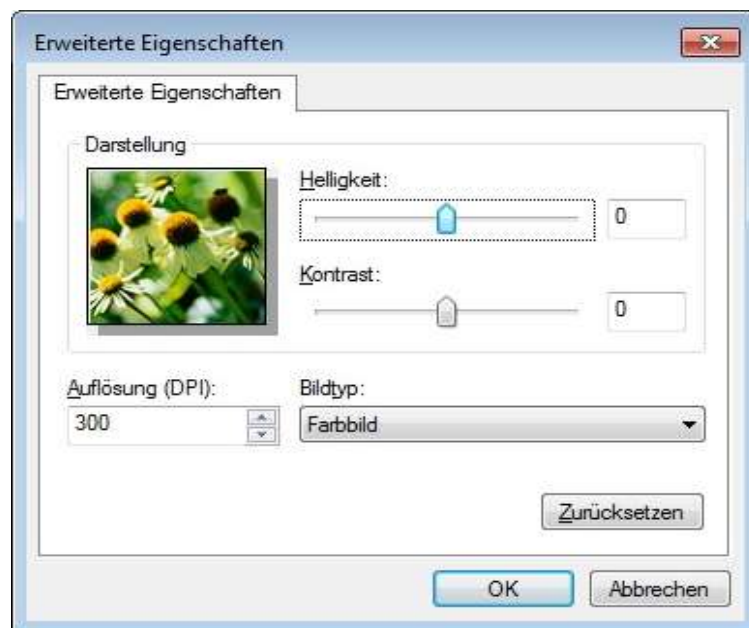 Erweiterte Eigenschaften
Erweiterte Eigenschaften
Darstellung
Helligkeit:
0
Kontrast:
0
Auflösung (DPI):
Bildtyp:
300
Farbbild
Zurücksetzen
OK
Abbrechen